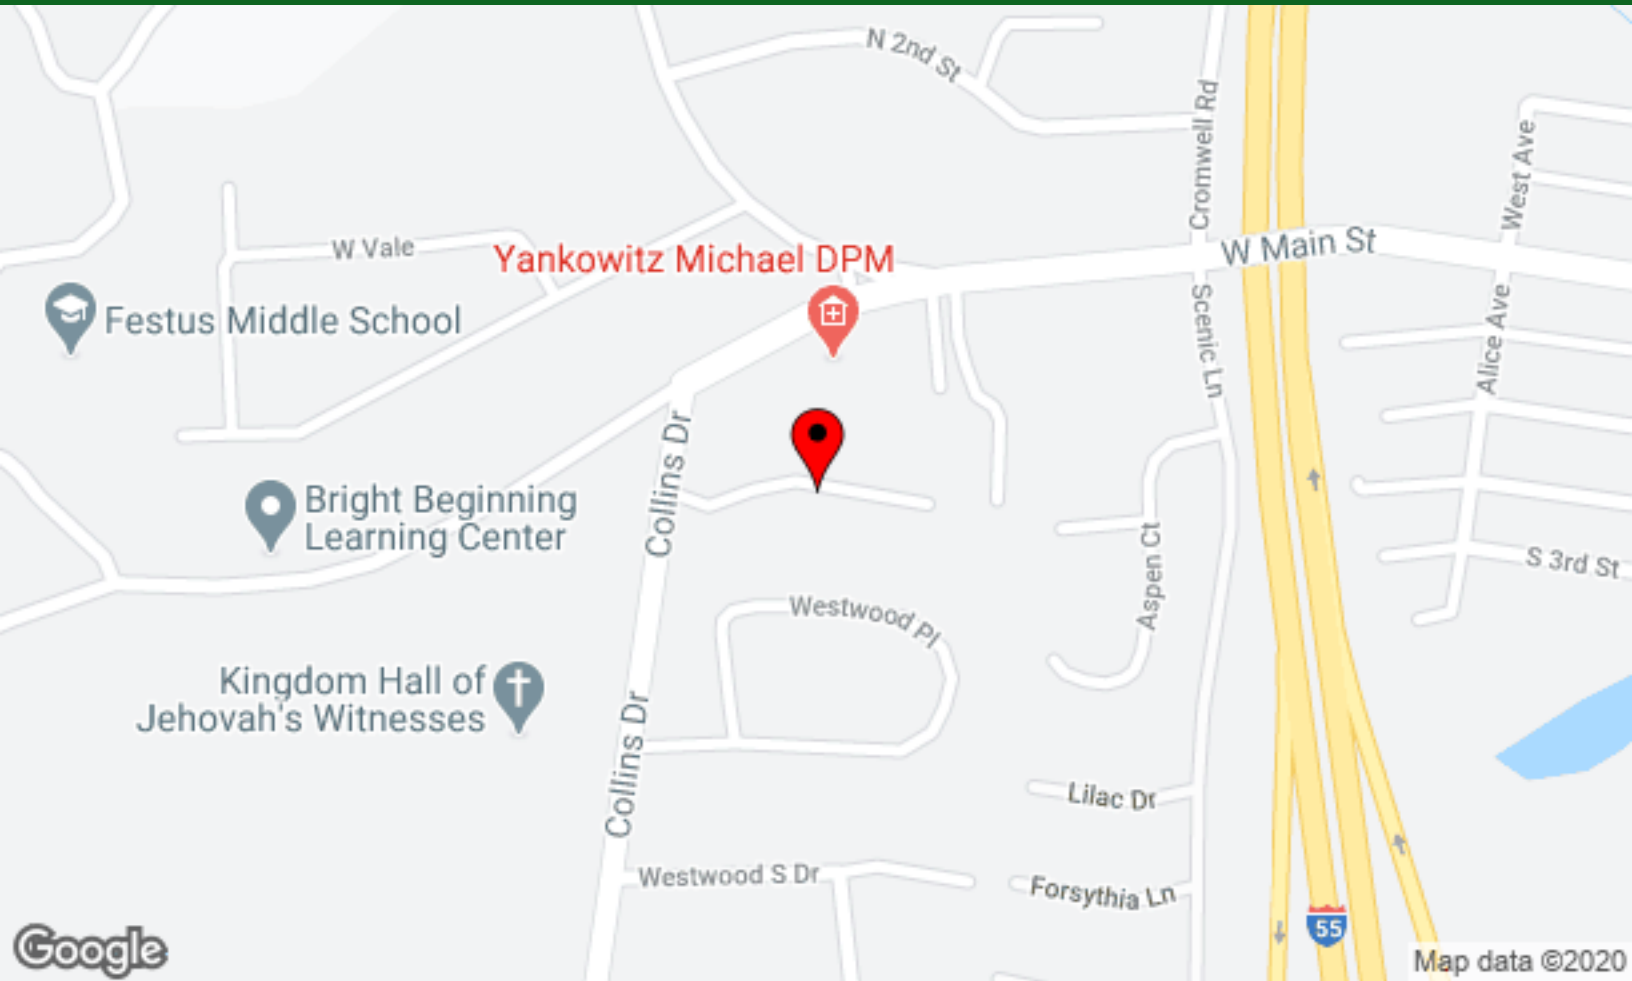 N 2nd St
Cromwell Rd
West Ave
W Vale
Yankowitz Michael DPM
W Main St
Festus Middle School
Scenic Ln
Alice Ave
Collins Dr
Bright Beginning
Learning Center
Aspen Ct
S 3rd St
Westwood Pl
Kingdom Hall of
Jehovah's Witnesses
Collins Dr
Lilac Dr
Westwood S Dr
Forsythia Ln
55
Google
Map data ©2020